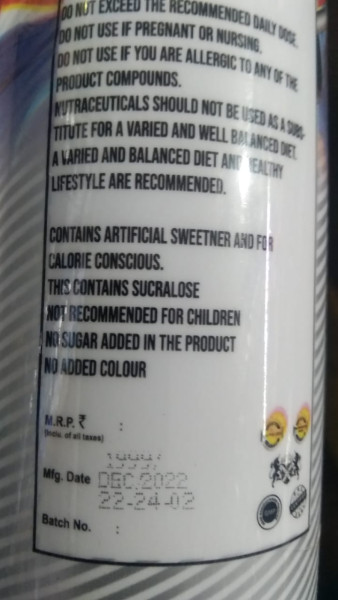 DO NOT EXCEED THE RECOMMENDED DAILY DOSE.
DO NOT USE IF PREGNANT OR NURSING.
DO NOT USE IF YOU ARE ALLERGIC TO ANY OF THE
PRODUCT COMPOUNDS.
NUTRACEUTICALS SHOULD NOT BE USED AS A SUBS-
TITUTE FOR A VARIED AND WELL BALANCED DIET.
A VARIED AND BALANCED DIET AND HEALTHY
LIFESTYLE ARE RECOMMENDED.
CONTAINS ARTIFICIAL SWEETNER AND FOR
CALORIE CONSCIOUS.
THIS CONTAINS SUCRALOSE
NOT RECOMMENDED FOR CHILDREN
NO SUGAR ADDED IN THE PRODUCT
NO ADDED COLOUR
M.R.P. ₹ :
(Inclu. of all taxes)
1999/
Mfg. Date DEC.2022
22-24-02
Batch No. :